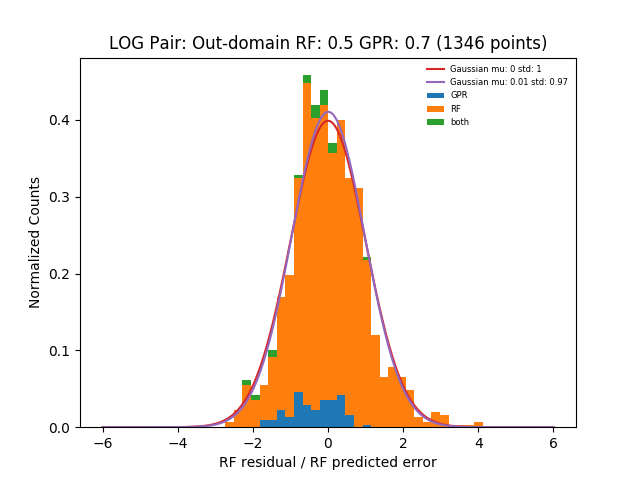 LOG Pair: Out-domain RF: 0.5 GPR: 0.7 (1346 points)
Gaussian mu: 0 std: 1
Gaussian mu: 0.01 std: 0.97
GPR
RF
both
Normalized Counts
0.4
0.3
0.2
0.1
0.0
−6 −4 −2 0 2 4 6
RF residual / RF predicted error